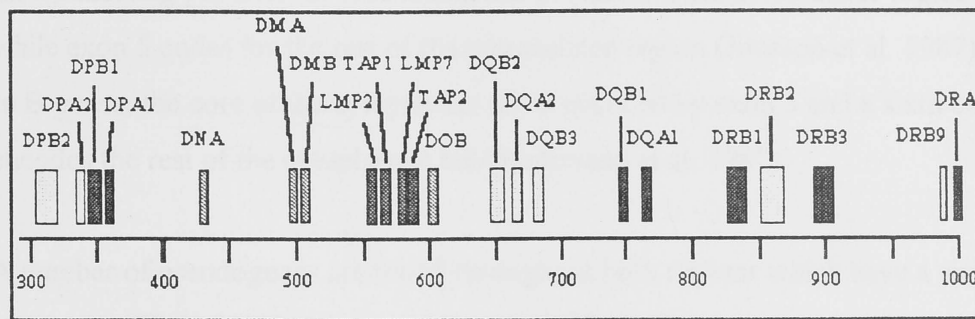 DMA
DPB1 DMB TAP1 LMP7 DQB2 DQB1 DRB2 DRA
DPA2 DPA1 LMP2 TAP2 DQA2
DPB2 DNA DOB DQB3 DQA1 DRB1 DRB3 DRB9
300 400 500 600 700 800 900 1000